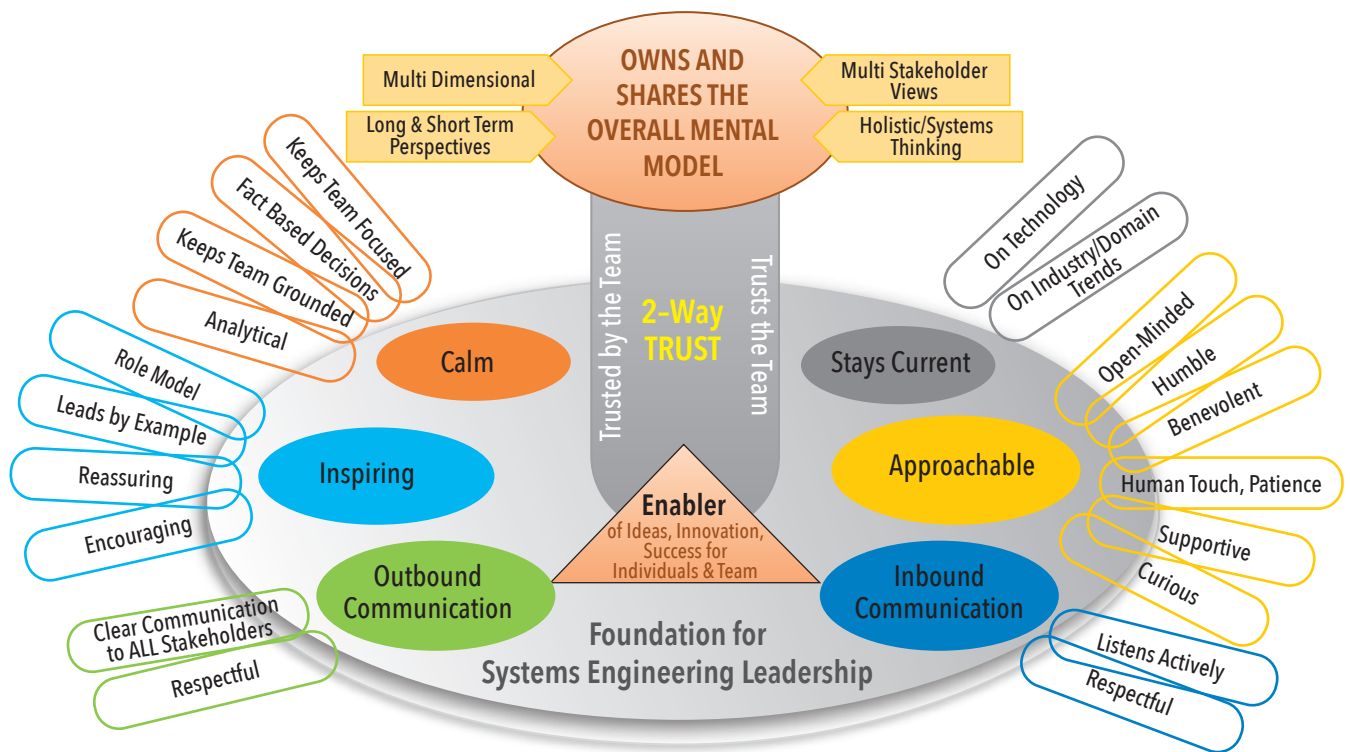 OWNS AND
SHARES THE
OVERALL MENTAL
MODEL
Multi Dimensional
Long & Short Term
Perspectives
Multi Stakeholder
Views
Holistic/Systems
Thinking
Trusted by the Team
2–Way
TRUST
Trusts the Team
Keeps Team Focused
Fact Based Decisions
Keeps Team Grounded
Analytical
Calm
Role Model
Leads by Example
Reassuring
Encouraging
Inspiring
Clear Communication
to ALL Stakeholders
Respectful
Outbound
Communication
Enabler
of Ideas, Innovation,
Success for
Individuals & Team
On Technology
On Industry/Domain
Trends
Stays Current
Open-Minded
Humble
Benevolent
Human Touch, Patience
Supportive
Curious
Approachable
Inbound
Communication
Listens Actively
Respectful
Foundation for
Systems Engineering Leadership